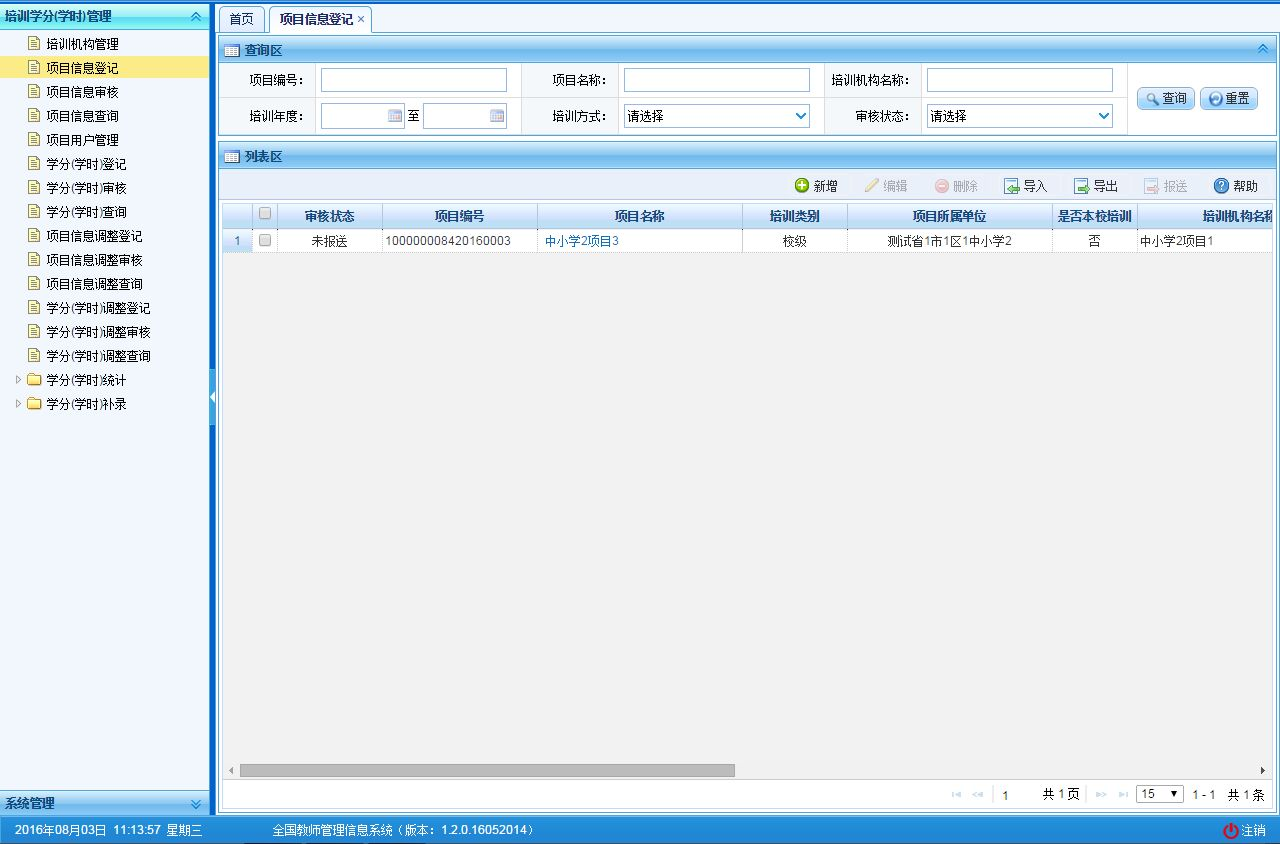 培训学分(学时)管理
培训机构管理
项目信息登记
项目信息审核
项目信息查询
项目用户管理
学分(学时)登记
学分(学时)审核
学分(学时)查询
项目信息调整登记
项目信息调整审核
项目信息调整查询
学分(学时)调整登记
学分(学时)调整审核
学分(学时)调整查询
学分(学时)统计
学分(学时)补录
系统管理
首页 项目信息登记 ×
查询区
项目编号： 项目名称： 培训机构名称：
培训年度： 至 培训方式： 请选择 审核状态： 请选择
查询 重置
列表区
新增 编辑 删除 导入 导出 报送 帮助
审核状态 项目编号 项目名称 培训类别 项目所属单位 是否本校培训 培训机构名称
1 未报送 100000008420160003 中小学2项目3 校级 测试省1市1区1中小学2 否 中小学2项目1
1 共 1 页 15 1 - 1 共 1 条
2016年08月03日 11:13:57 星期三 全国教师管理信息系统（版本：1.2.0.16052014） 注销